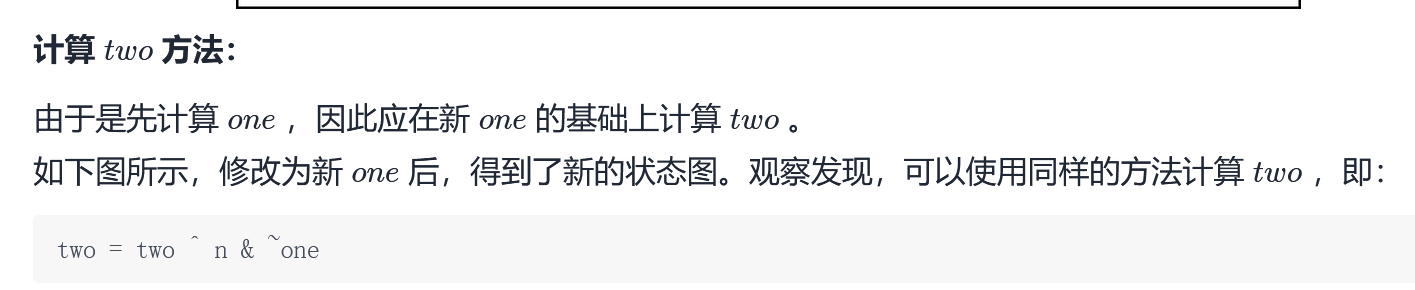 计算 two 方法：
由于是先计算 one ，因此应在新 one 的基础上计算 two 。
如下图所示，修改为新 one 后，得到了新的状态图。观察发现，可以使用同样的方法计算 two ，即：
two = two ^ n & ~one